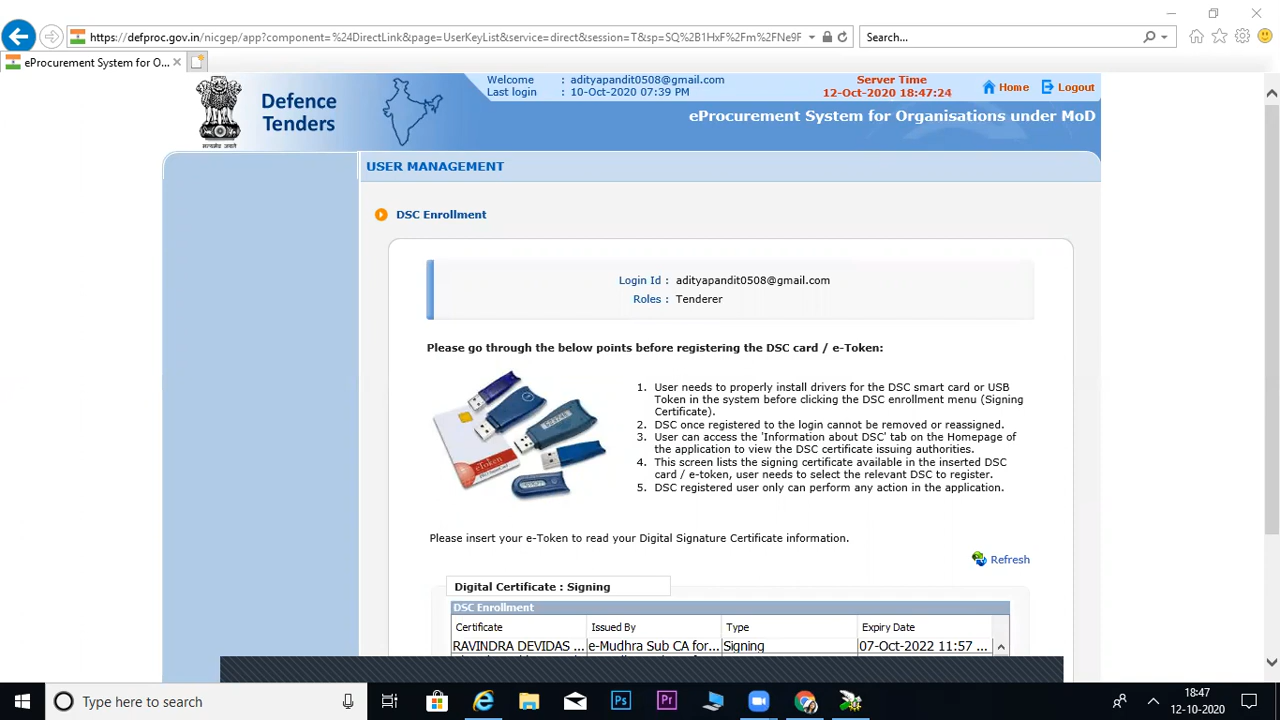 https://defproc.gov.in/nicgep/app?component=%24DirectLink&page=UserKeyList&service=direct&session=T&sp=SQ%2B1HxF%2Fm%2FNe9F
Search...
eProcurement System for O...
Defence
Tenders
सत्यमेव जयते
Welcome : adityapandit0508@gmail.com
Last login : 10-Oct-2020 07:39 PM
Server Time
12-Oct-2020 18:47:24
Home
Logout
eProcurement System for Organisations under MoD
USER MANAGEMENT
DSC Enrollment
Login Id : adityapandit0508@gmail.com
Roles : Tenderer
Please go through the below points before registering the DSC card / e-Token:
eToken
1. User needs to properly install drivers for the DSC smart card or USB
Token in the system before clicking the DSC enrollment menu (Signing
Certificate).
2. DSC once registered to the login cannot be removed or reassigned.
3. User can access the 'Information about DSC' tab on the Homepage of
the application to view the DSC certificate issuing authorities.
4. This screen lists the signing certificate available in the inserted DSC
card / e-token, user needs to select the relevant DSC to register.
5. DSC registered user only can perform any action in the application.
Please insert your e-Token to read your Digital Signature Certificate information.
Refresh
Digital Certificate : Signing
DSC Enrollment
Certificate Issued By Type Expiry Date
RAVINDRA DEVIDAS ... e-Mudhra Sub CA for... Signing 07-Oct-2022 11:57 ...
Type here to search
Ps
Pr
18:47
12-10-2020